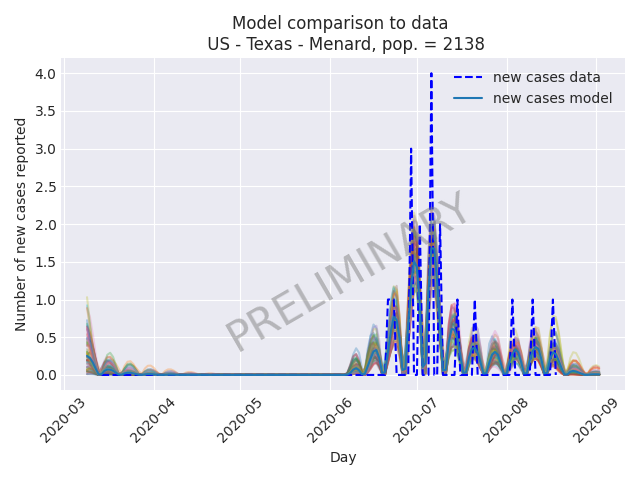 Model comparison to data
US - Texas - Menard, pop. = 2138
new cases data
new cases model
Number of new cases reported
4.0
3.5
3.0
2.5
2.0
1.5
1.0
0.5
0.0
PRELIMINARY
2020-03
2020-04
2020-05
2020-06
2020-07
2020-08
2020-09
Day